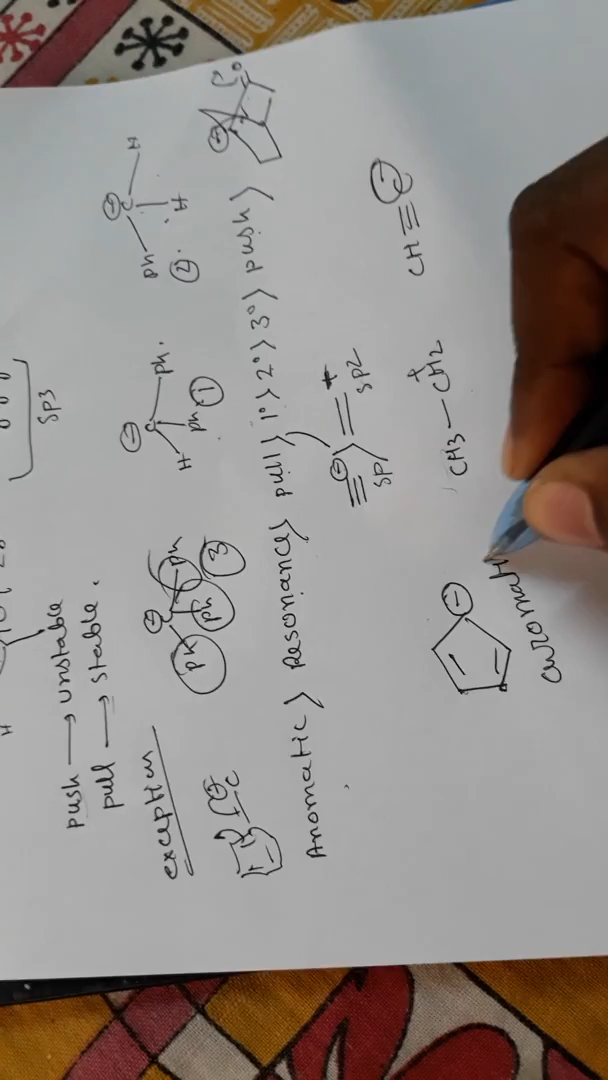 H
SP3
push → unstable
pull → stable.
exception
Ph
Ph
Ph
3
H
C
Ph.
Ph
1
Ph
C
H
H
2.
C
Aromatic > Resonance > pull > 1° > 2° > 3° > push >
≡ > =
SP SP2
CH3 — CH2
CH ≡ C
aromatic